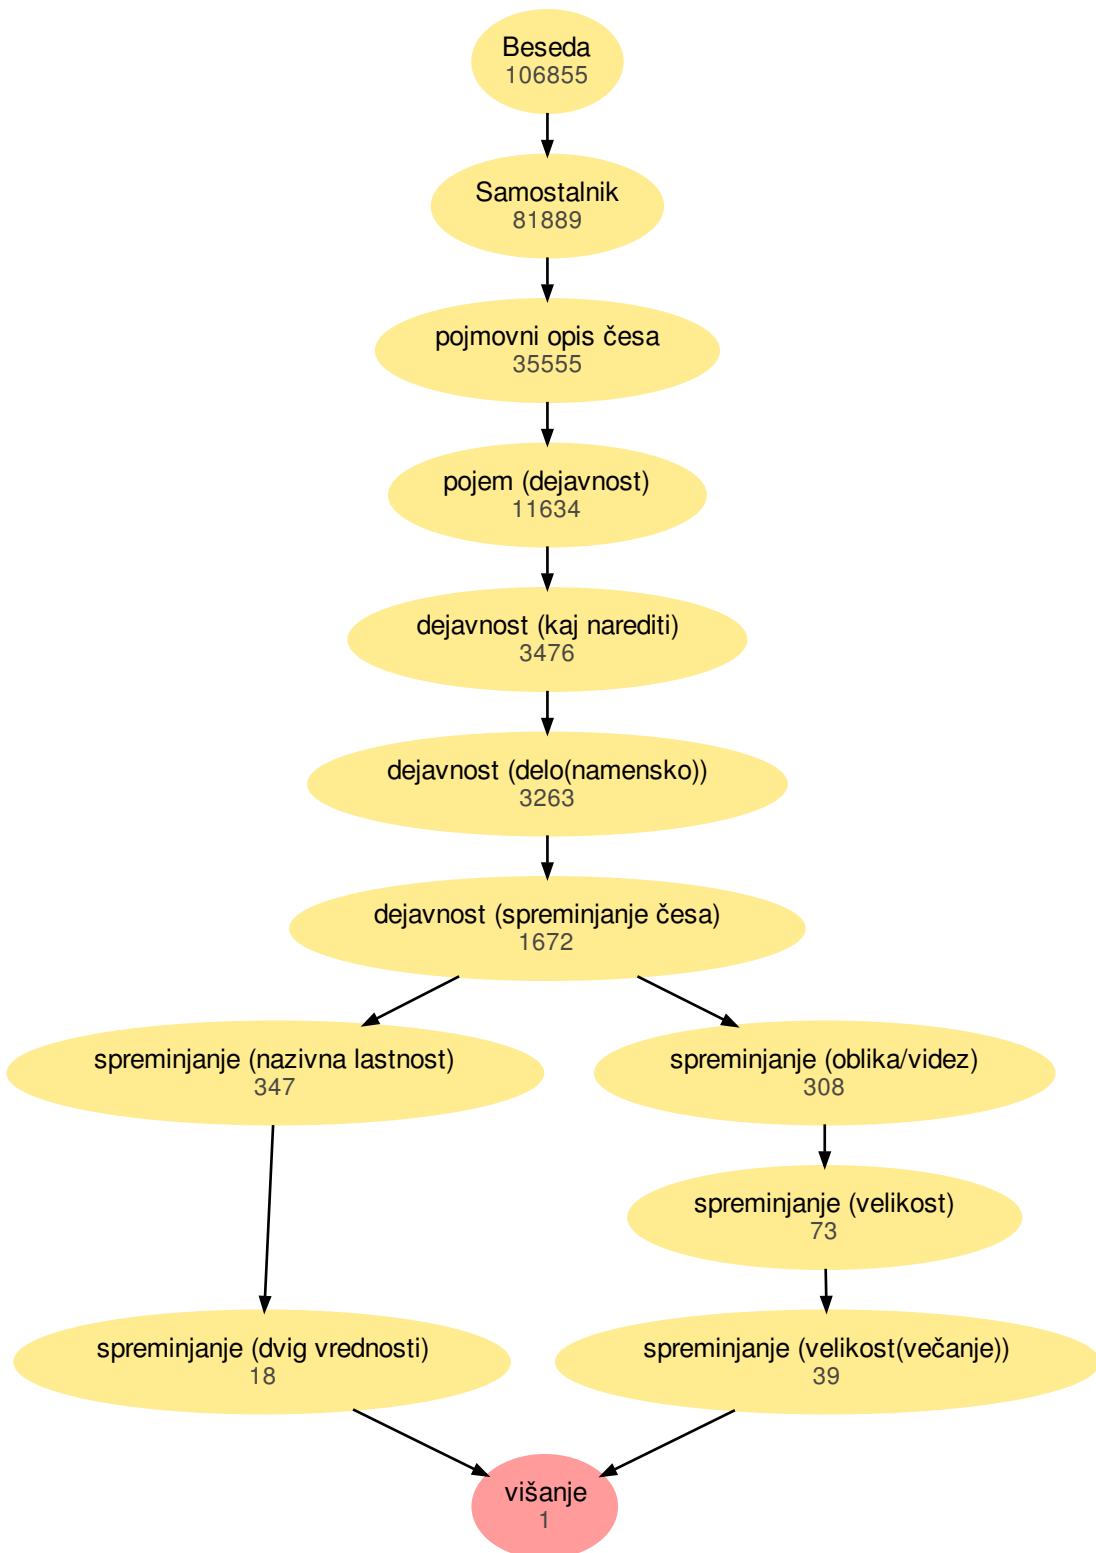 Beseda
106855
Samostalnik
81889
pojmovni opis česa
35555
pojem (dejavnost)
11634
dejavnost (kaj narediti)
3476
dejavnost (delo(namensko))
3263
dejavnost (spreminjanje česa)
1672
spreminjanje (nazivna lastnost)
347
spreminjanje (oblika/videz)
308
spreminjanje (velikost)
73
spreminjanje (dvig vrednosti)
18
spreminjanje (velikost(večanje))
39
višanje
1